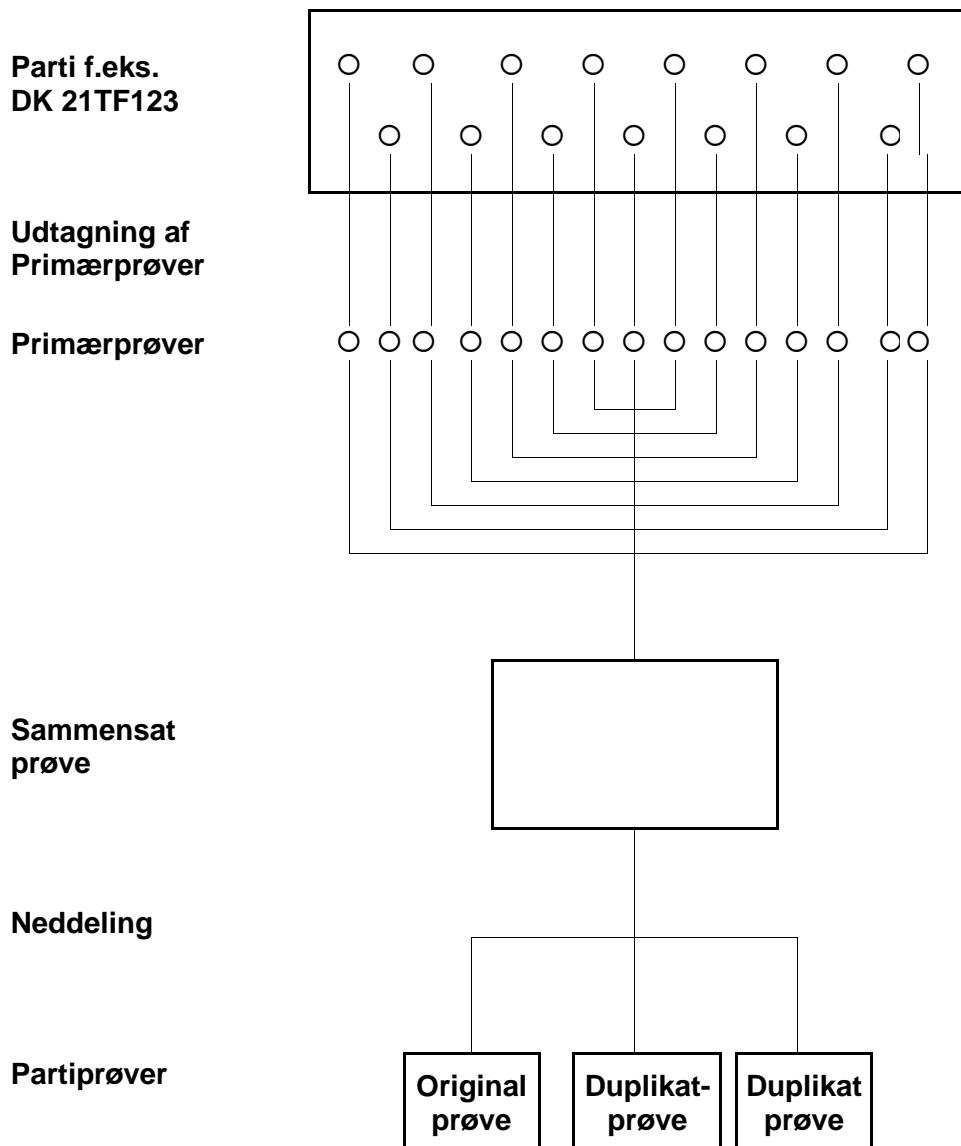 Parti f.eks.
DK 21TF123
Udtagning af
Primærprøver
Primærprøver
Sammensat
prøve
Neddeling
Partiprøver
Original
prøve
Duplikat-
prøve
Duplikat
prøve